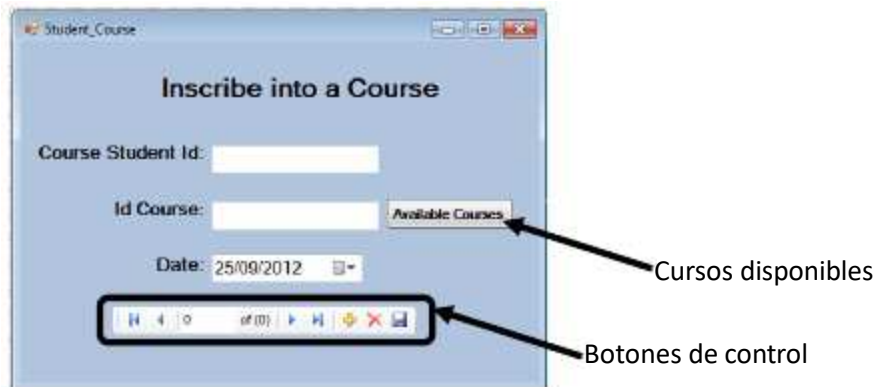 Student_Course
Inscribe into a Course
Course Student Id:
Id Course:
Available Courses
Cursos disponibles
Date: 25/09/2012
0 of (0)
Botones de control